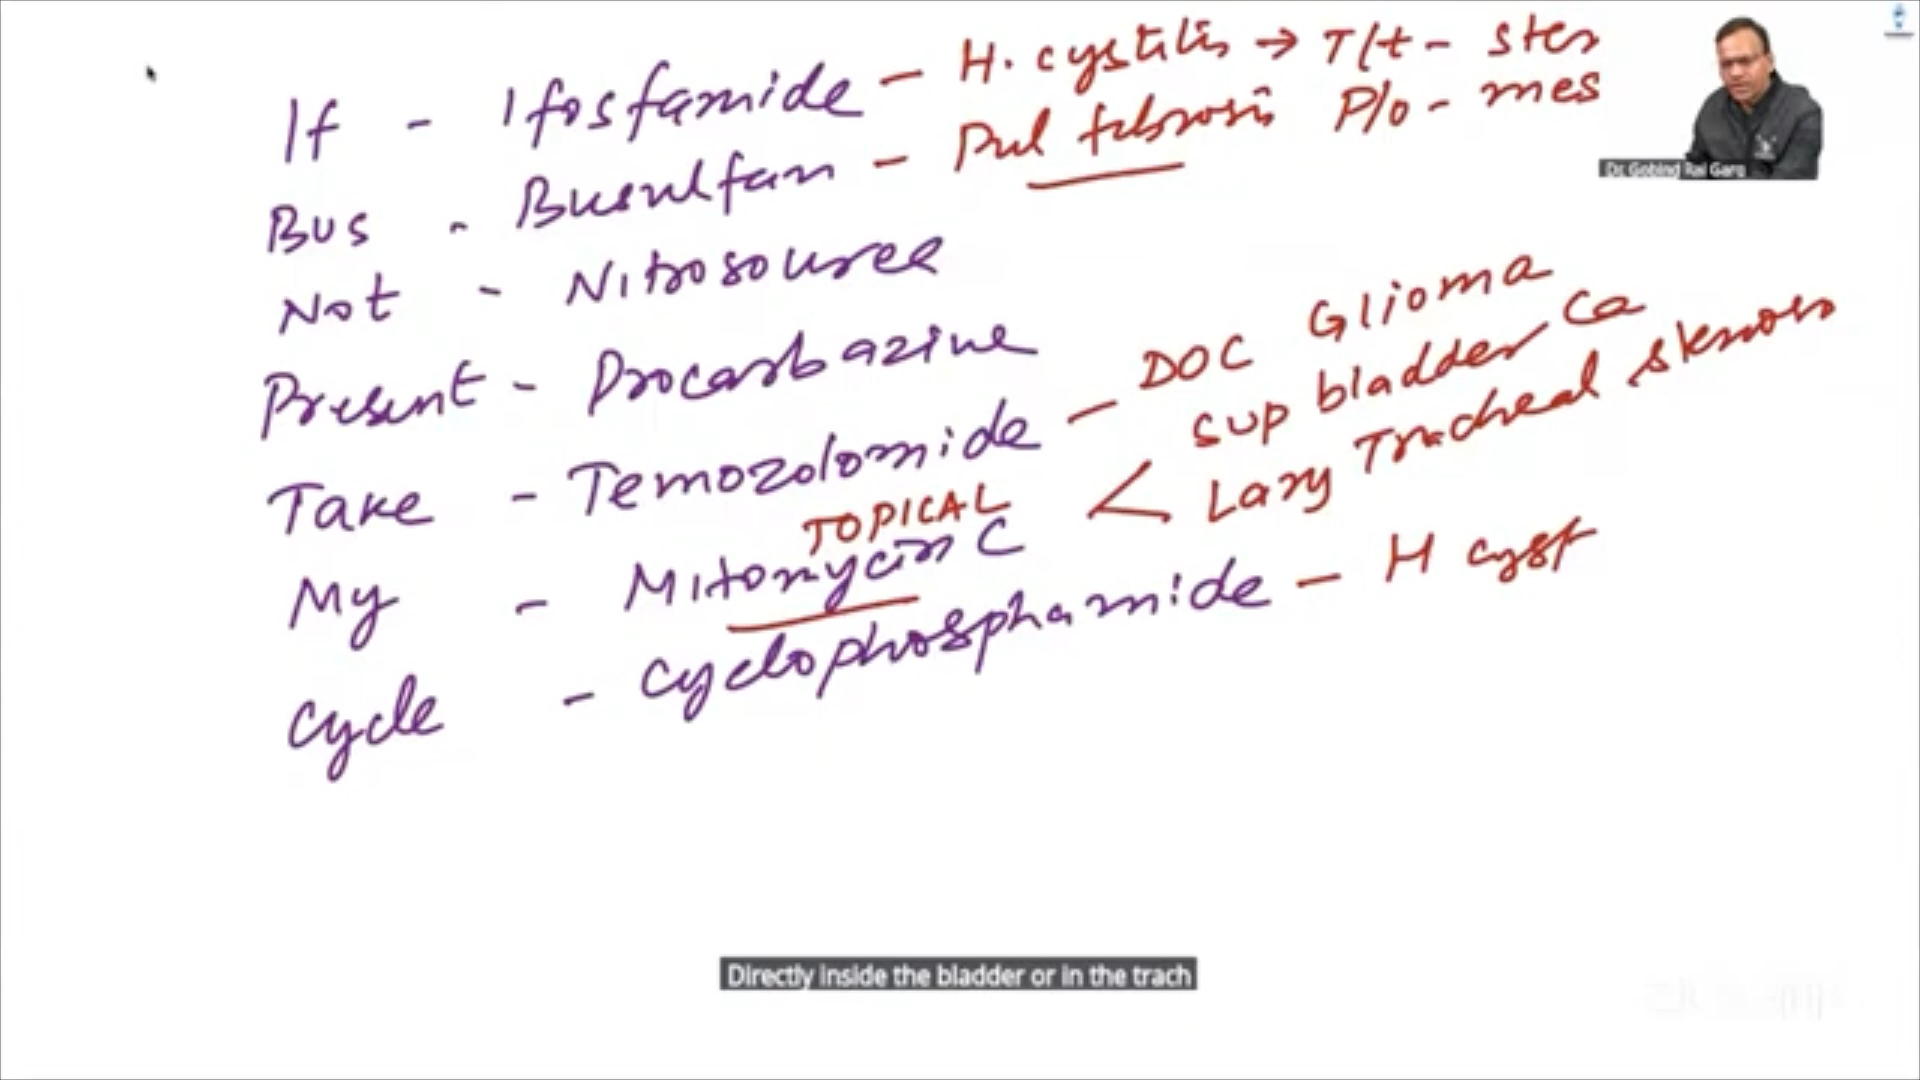 If - Ifosfamide - H. cystitis → T/t - stes
Bus - Busulfan - Pul fibrosis P/o - mes
Dr. Gobind Rai Garg
Not - Nitrosourea
Present - Procarbazine
Take - Temozolomide - DOC Glioma
TOPICAL
My - Mitomycin C < sup bladder Ca
Tracheal stenosis
Cycle - Cyclophosphamide - H cyst
Directly inside the bladder or in the trach